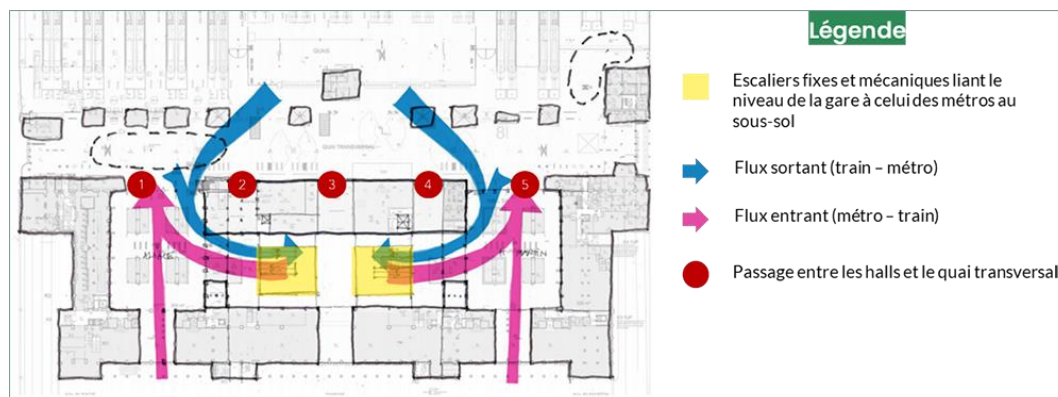 Légende
QUAIS
QUAI TRANSVERSAL
1
2
3
4
5
Escaliers fixes et mécaniques liant le
niveau de la gare à celui des métros au
sous-sol
Flux sortant (train – métro)
Flux entrant (métro – train)
Passage entre les halls et le quai transversal